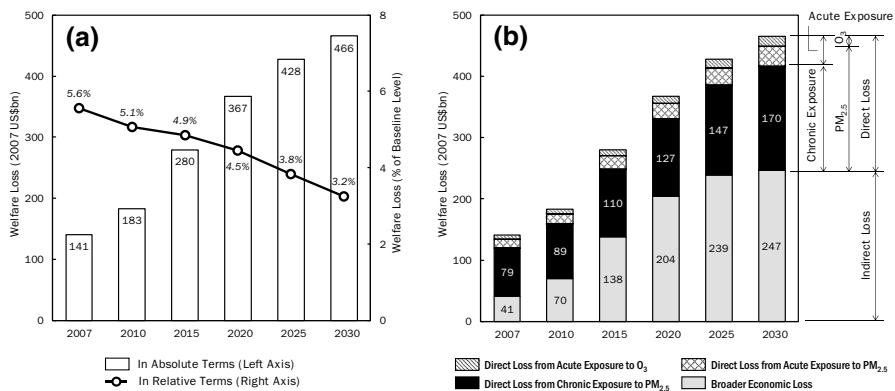 (a)
Welfare Loss (2007 US$bn)
500
400
300
200
100
0
8
6
4
2
0
Welfare Loss (% of Baseline Level)
5.6%
5.1%
4.9%
4.5%
3.8%
3.2%
141
183
280
367
428
466
2007 2010 2015 2020 2025 2030
In Absolute Terms (Left Axis)
In Relative Terms (Right Axis)
(b)
Welfare Loss (2007 US$bn)
500
400
300
200
100
0
79
89
110
127
147
170
41
70
138
204
239
247
2007 2010 2015 2020 2025 2030
Acute Exposure
O3
Chronic Exposure
PM2.5
Direct Loss
Indirect Loss
Direct Loss from Acute Exposure to O3
Direct Loss from Acute Exposure to PM2.5
Direct Loss from Chronic Exposure to PM2.5
Broader Economic Loss